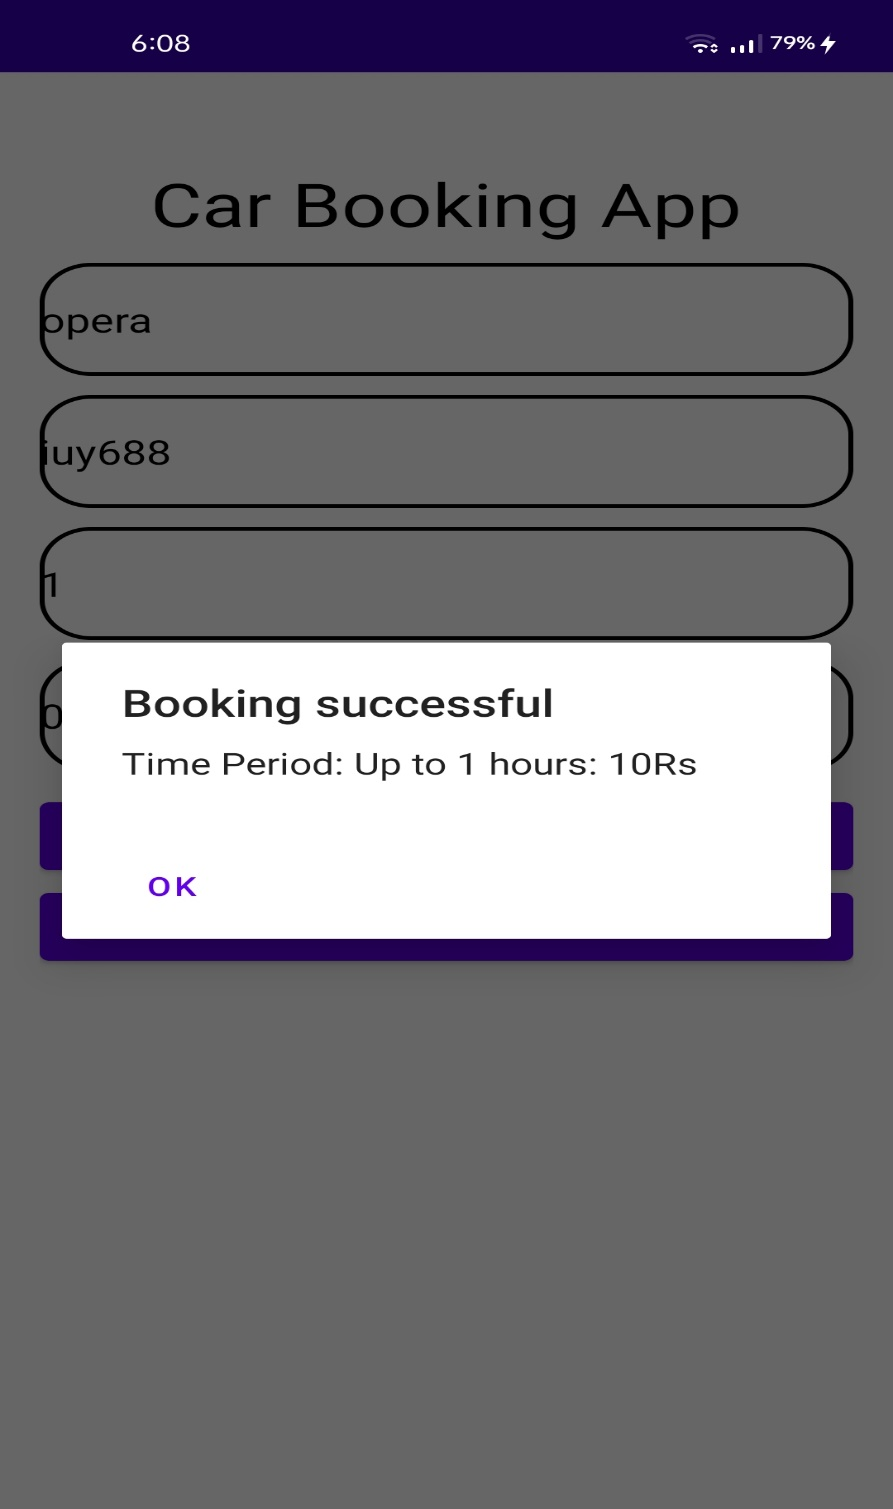 6:08 79%
Car Booking App
opera
iuy688
1
0
Booking successful
Time Period: Up to 1 hours: 10Rs
OK